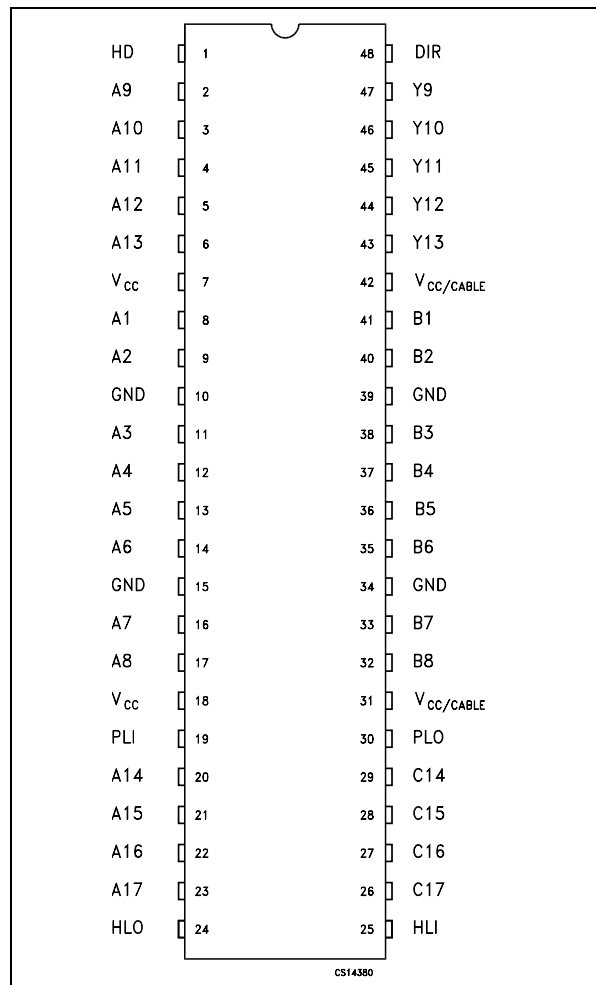 HD 1 48 DIR
A9 2 47 Y9
A10 3 46 Y10
A11 4 45 Y11
A12 5 44 Y12
A13 6 43 Y13
VCC 7 42 VCC/CABLE
A1 8 41 B1
A2 9 40 B2
GND 10 39 GND
A3 11 38 B3
A4 12 37 B4
A5 13 36 B5
A6 14 35 B6
GND 15 34 GND
A7 16 33 B7
A8 17 32 B8
VCC 18 31 VCC/CABLE
PLI 19 30 PLO
A14 20 29 C14
A15 21 28 C15
A16 22 27 C16
A17 23 26 C17
HLO 24 25 HLI
CS14380